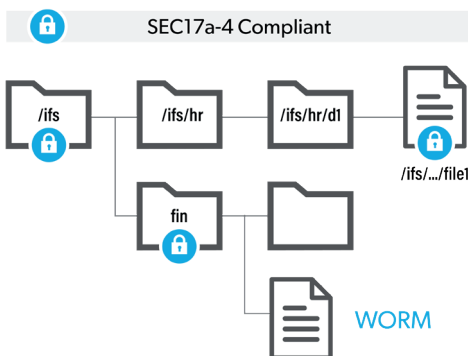 SEC17a-4 Compliant
/ifs
/ifs/hr
/ifs/hr/d1
/ifs/.../file1
fin
WORM